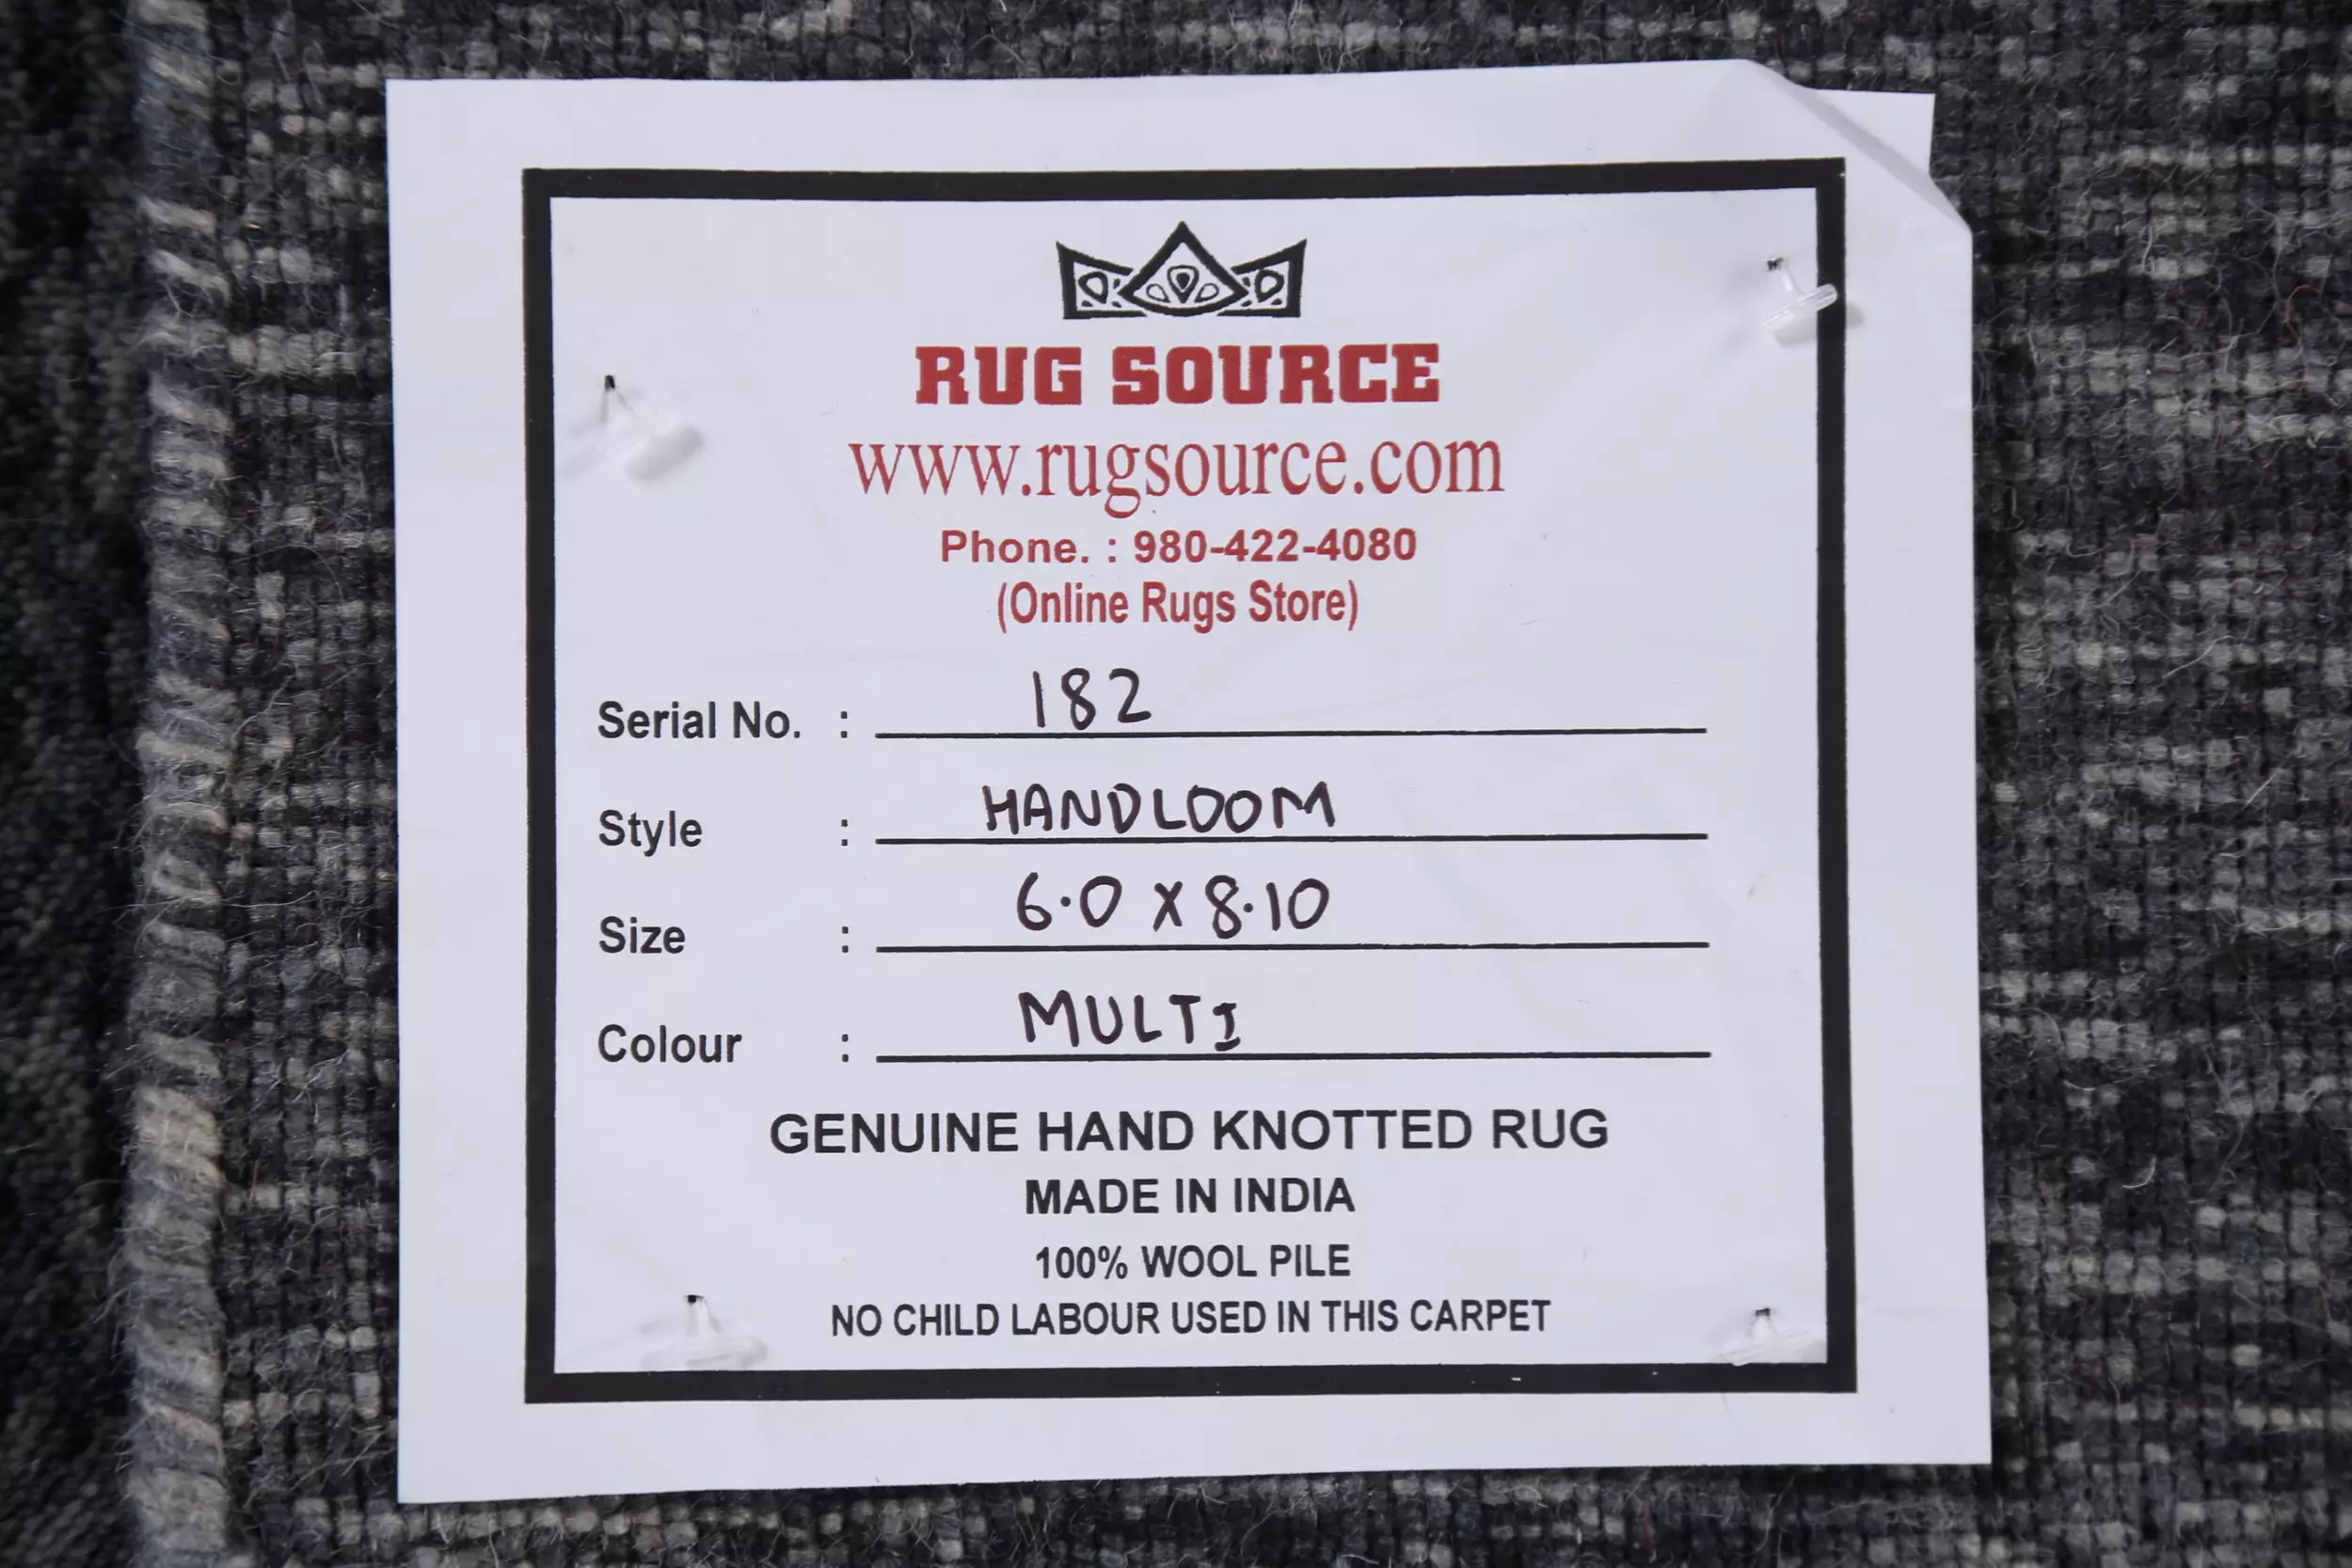 RUG SOURCE
www.rugsource.com
Phone. : 980-422-4080
(Online Rugs Store)
Serial No. : 182
Style : HANDLOOM
Size : 6.0 X 8.10
Colour : MULTI
GENUINE HAND KNOTTED RUG
MADE IN INDIA
100% WOOL PILE
NO CHILD LABOUR USED IN THIS CARPET